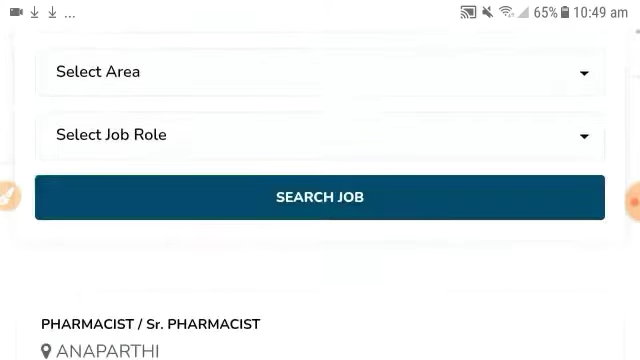 ... 65% 10:49 am
Select Area
Select Job Role
SEARCH JOB
PHARMACIST / Sr. PHARMACIST
ANAPARTHI